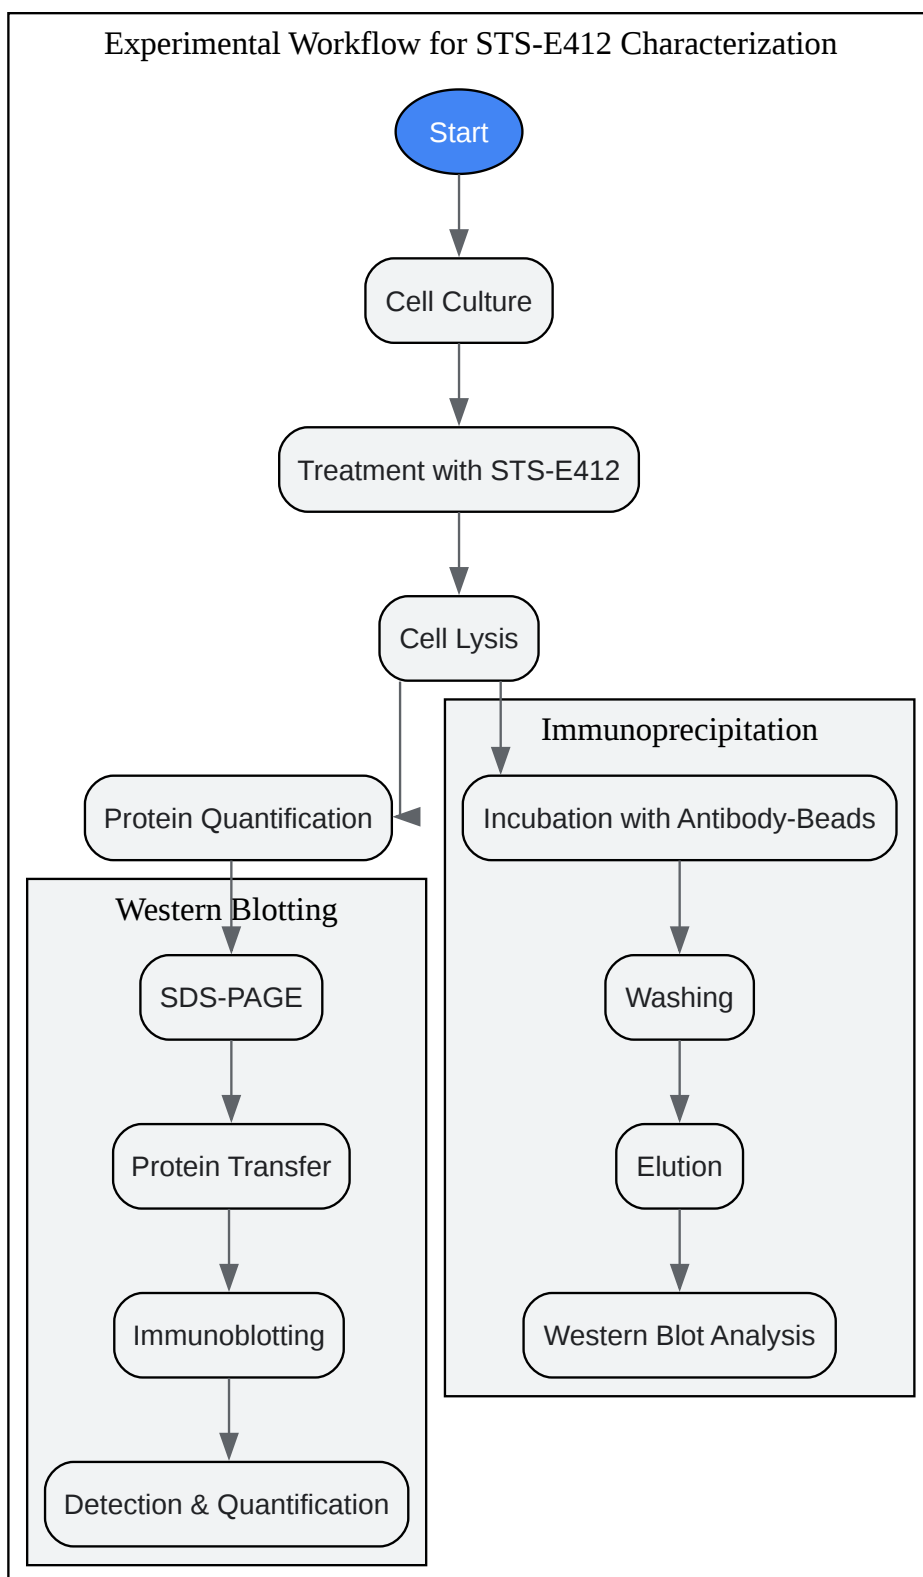 Experimental Workflow for STS-E412 Characterization
Start
Cell Culture
Treatment with STS-E412
Cell Lysis
Protein Quantification
Western Blotting
SDS-PAGE
Protein Transfer
Immunoblotting
Detection & Quantification
Immunoprecipitation
Incubation with Antibody-Beads
Washing
Elution
Western Blot Analysis